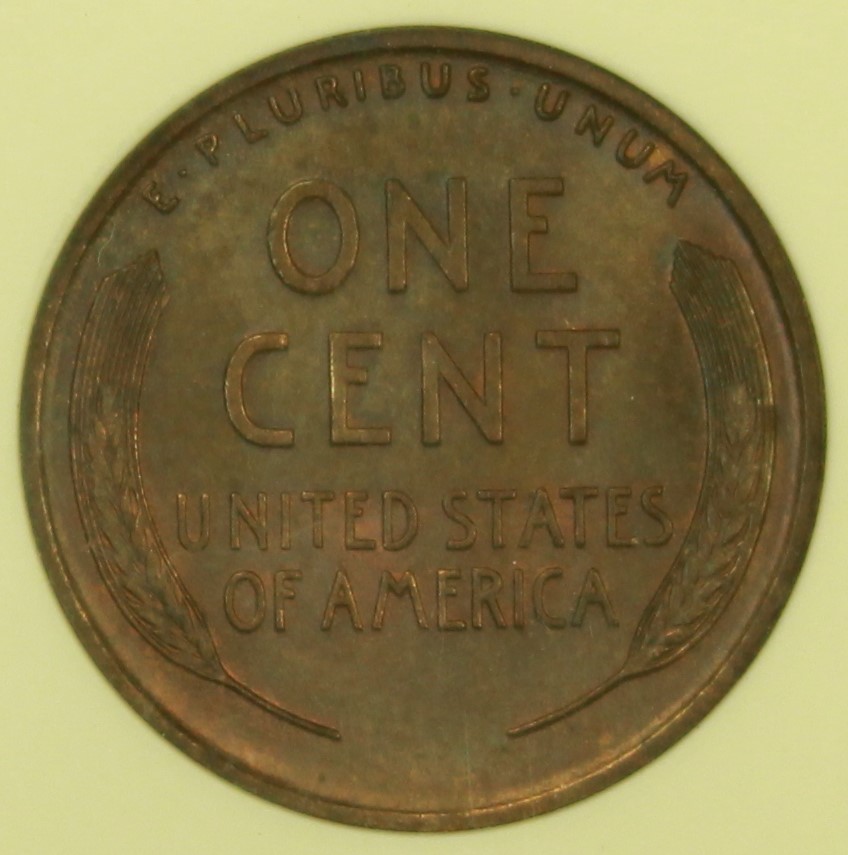 E·PLURIBUS·UNUM
ONE
CENT
UNITED STATES
OF AMERICA